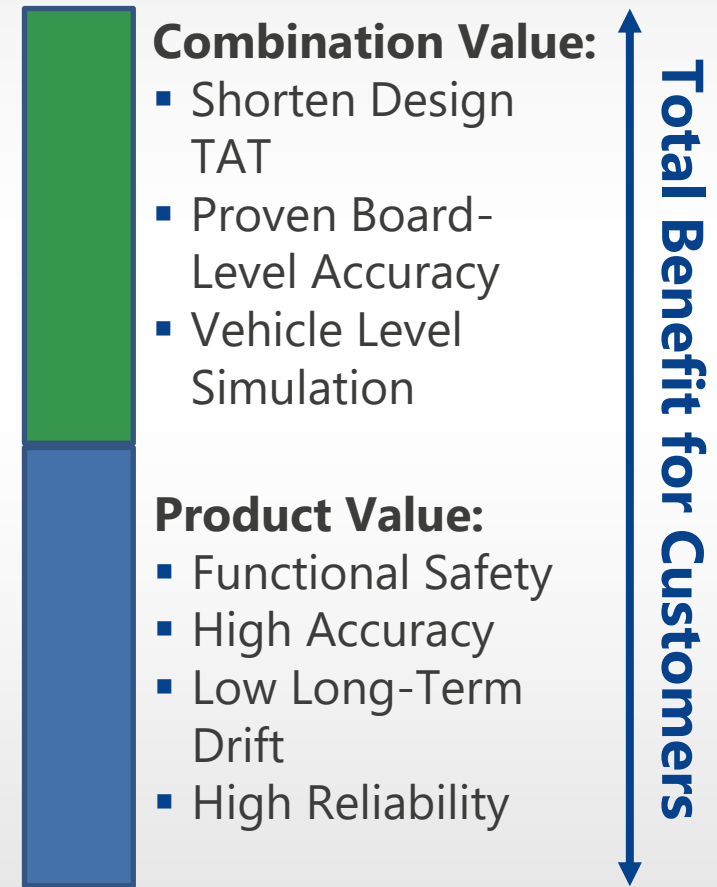 Combination Value:
▪ Shorten Design
TAT
▪ Proven Board-
Level Accuracy
▪ Vehicle Level
Simulation
Product Value:
▪ Functional Safety
▪ High Accuracy
▪ Low Long-Term
Drift
▪ High Reliability
Total Benefit for Customers